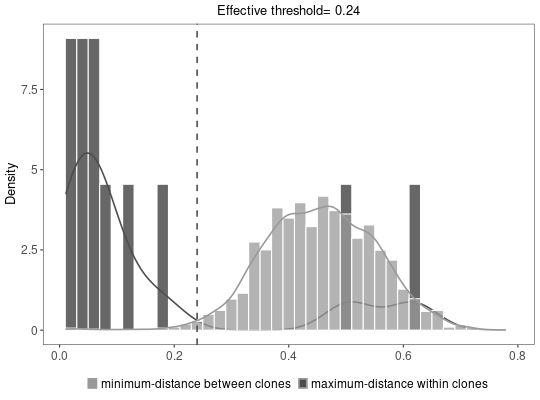 Effective threshold= 0.24
Density
7.5
5
2.5
0
0.0 0.2 0.4 0.6 0.8
minimum-distance between clones maximum-distance within clones